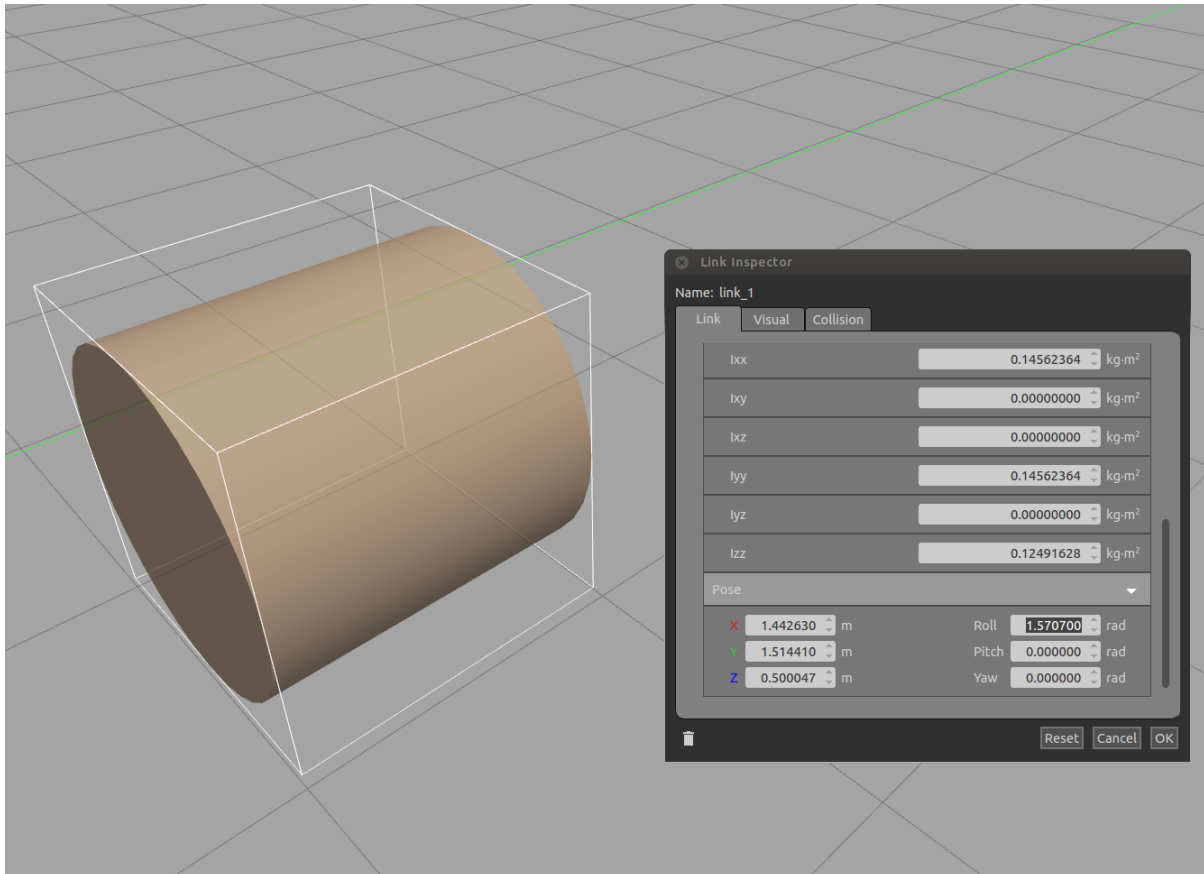 Link Inspector
Name: link_1
Link Visual Collision
Ixx 0.14562364 kg·m²
Ixy 0.00000000 kg·m²
Ixz 0.00000000 kg·m²
Iyy 0.14562364 kg·m²
Iyz 0.00000000 kg·m²
Izz 0.12491628 kg·m²
Pose
X 1.442630 m Roll 1.570700 rad
Y 1.514410 m Pitch 0.000000 rad
Z 0.500047 m Yaw 0.000000 rad
Reset Cancel OK